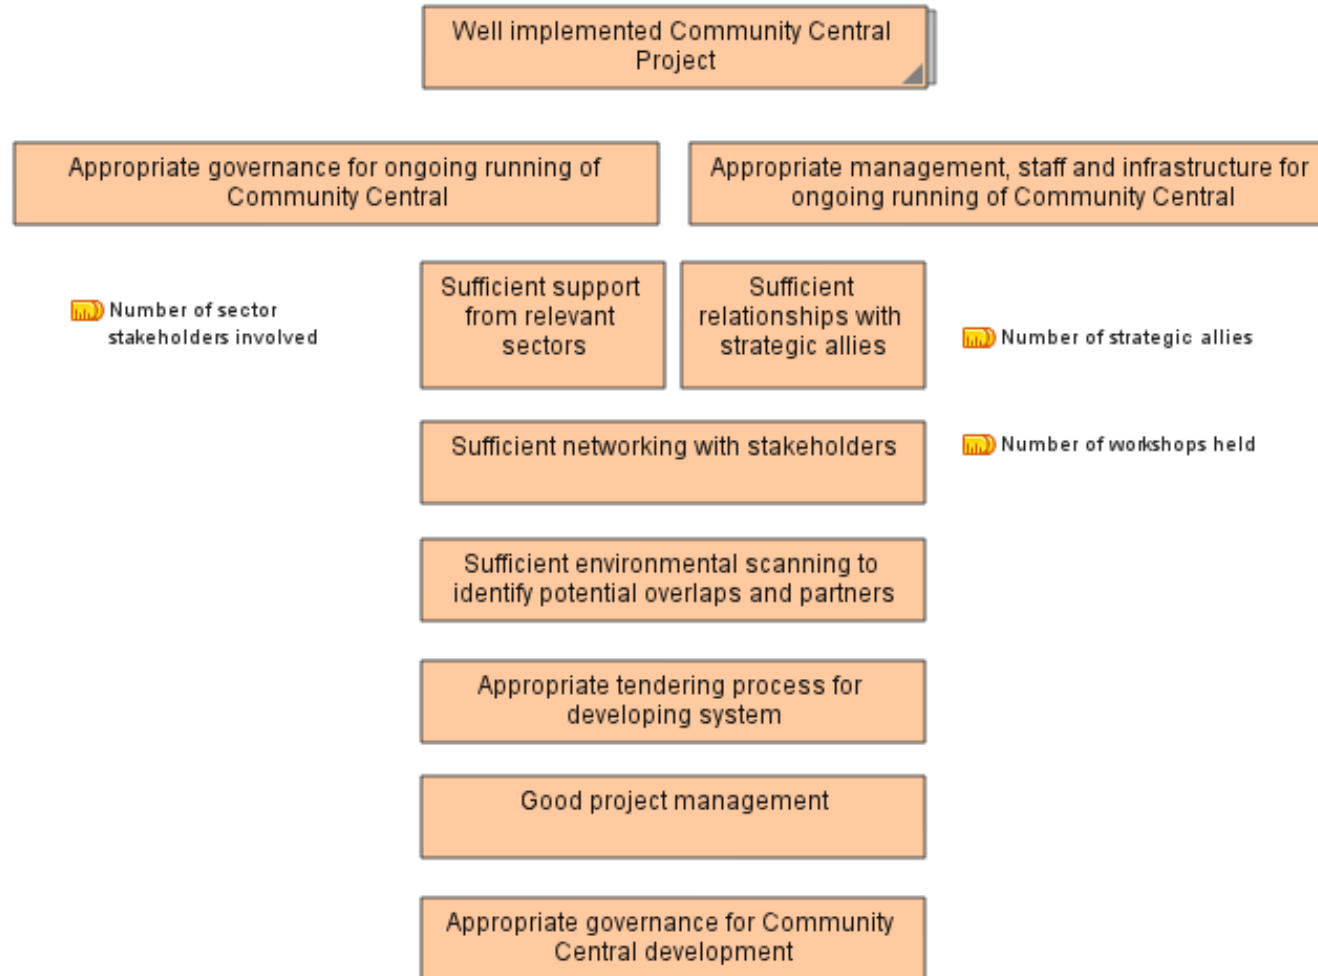 Well implemented Community Central
Project
Appropriate governance for ongoing running of
Community Central
Appropriate management, staff and infrastructure for
ongoing running of Community Central
Number of sector
stakeholders involved
Sufficient support
from relevant
sectors
Sufficient
relationships with
strategic allies
Number of strategic allies
Sufficient networking with stakeholders
Number of workshops held
Sufficient environmental scanning to
identify potential overlaps and partners
Appropriate tendering process for
developing system
Good project management
Appropriate governance for Community
Central development